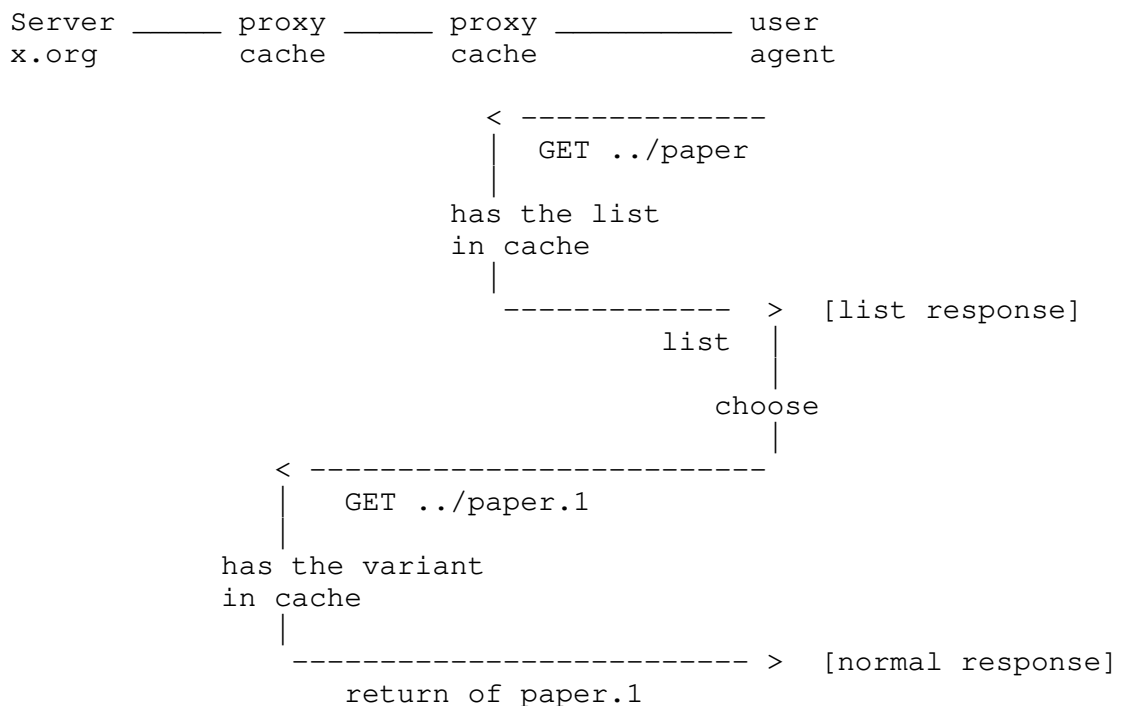 Server _____ proxy _____ proxy __________ user
x.org cache cache agent
< --------------
GET ../paper
has the list
in cache
------------- > [list response]
list
choose
< --------------------------
GET ../paper.1
has the variant
in cache
-------------------------- > [normal response]
return of paper.1